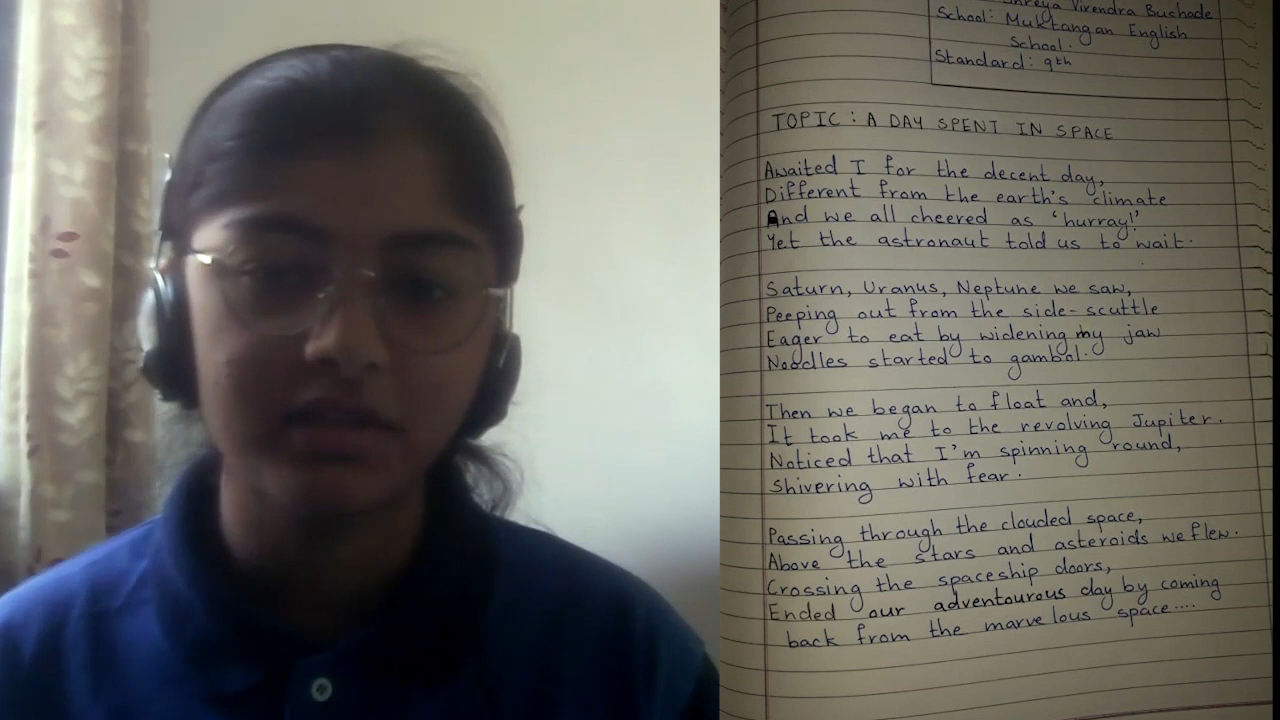 Virendra Buchade
School: Muktangan English
School.
Standard: 9th
TOPIC : A DAY SPENT IN SPACE
Awaited I for the decent day,
Different from the earth's climate
And we all cheered as 'hurray!'
Yet the astronaut told us to wait.
Saturn, Uranus, Neptune we saw,
Peeping out from the side-scuttle
Eager to eat by widening my jaw
Noodles started to gambol.
Then we began to float and,
It took me to the revolving Jupiter.
Noticed that I'm spinning round,
Shivering with fear.
Passing through the clouded space,
Above the stars and asteroids we flew.
Crossing the spaceship doors,
Ended our adventourous day by coming
back from the marvelous space....